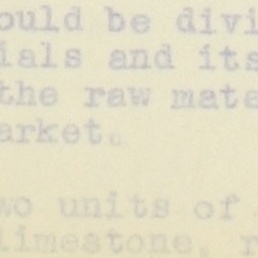 ould be divi
ials and its
the raw mate
arket.
wo units of
limestone, r